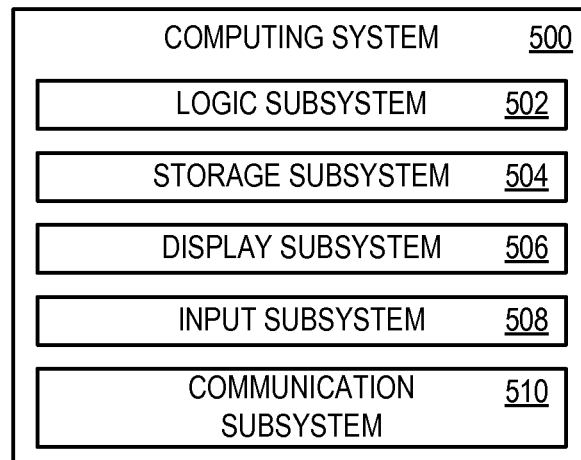 COMPUTING SYSTEM 500
LOGIC SUBSYSTEM 502
STORAGE SUBSYSTEM 504
DISPLAY SUBSYSTEM 506
INPUT SUBSYSTEM 508
COMMUNICATION 510
SUBSYSTEM